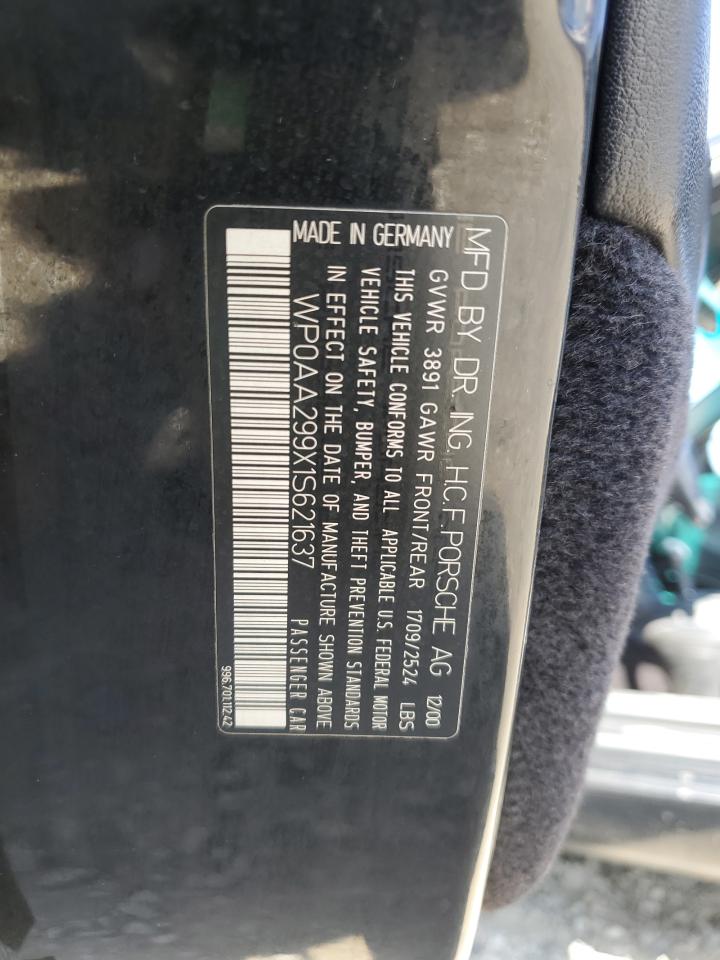 MFD BY DR. ING. H.C.F. PORSCHE AG 12/00
GVWR 3891 GAWR FRONT/REAR 1709/2524 LBS
THIS VEHICLE CONFORMS TO ALL APPLICABLE U.S. FEDERAL MOTOR
VEHICLE SAFETY, BUMPER, AND THEFT PREVENTION STANDARDS
IN EFFECT ON THE DATE OF MANUFACTURE SHOWN ABOVE
MADE IN GERMANY WP0AA299X1S621637 PASSENGER CAR
996.701.112.42